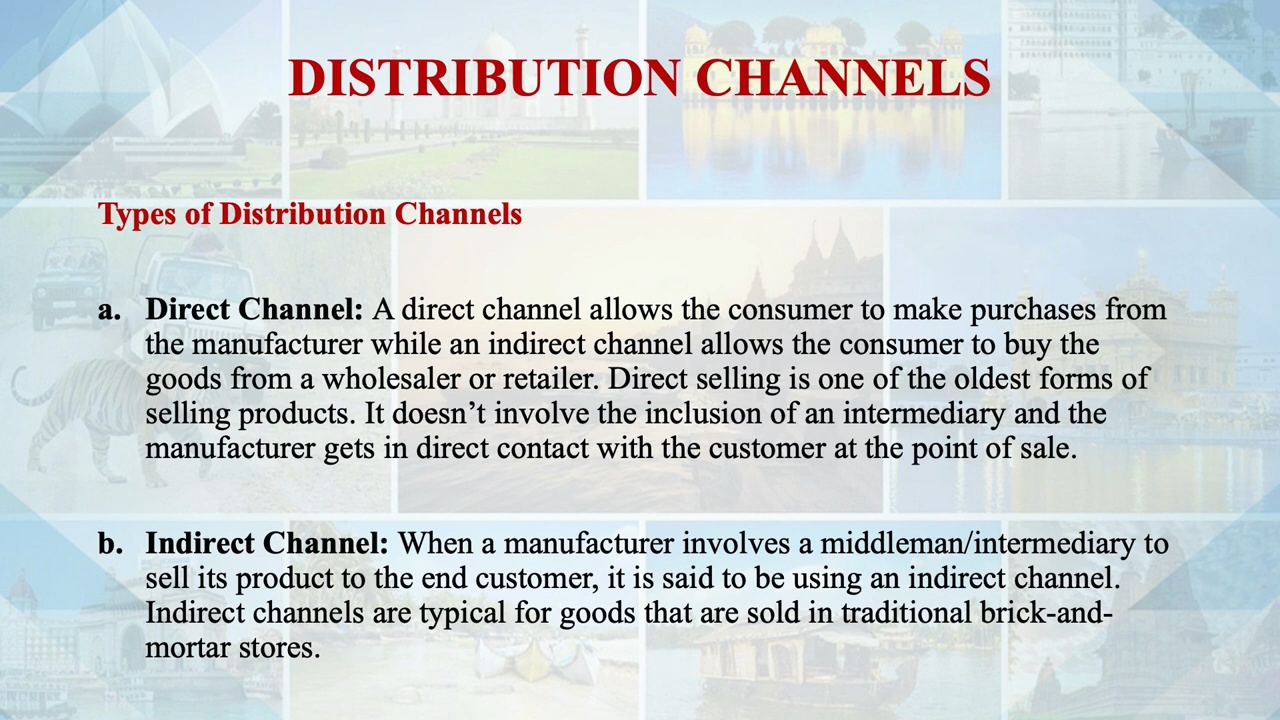 DISTRIBUTION CHANNELS
Types of Distribution Channels
a. Direct Channel: A direct channel allows the consumer to make purchases from
the manufacturer while an indirect channel allows the consumer to buy the
goods from a wholesaler or retailer. Direct selling is one of the oldest forms of
selling products. It doesn’t involve the inclusion of an intermediary and the
manufacturer gets in direct contact with the customer at the point of sale.
b. Indirect Channel: When a manufacturer involves a middleman/intermediary to
sell its product to the end customer, it is said to be using an indirect channel.
Indirect channels are typical for goods that are sold in traditional brick-and-
mortar stores.